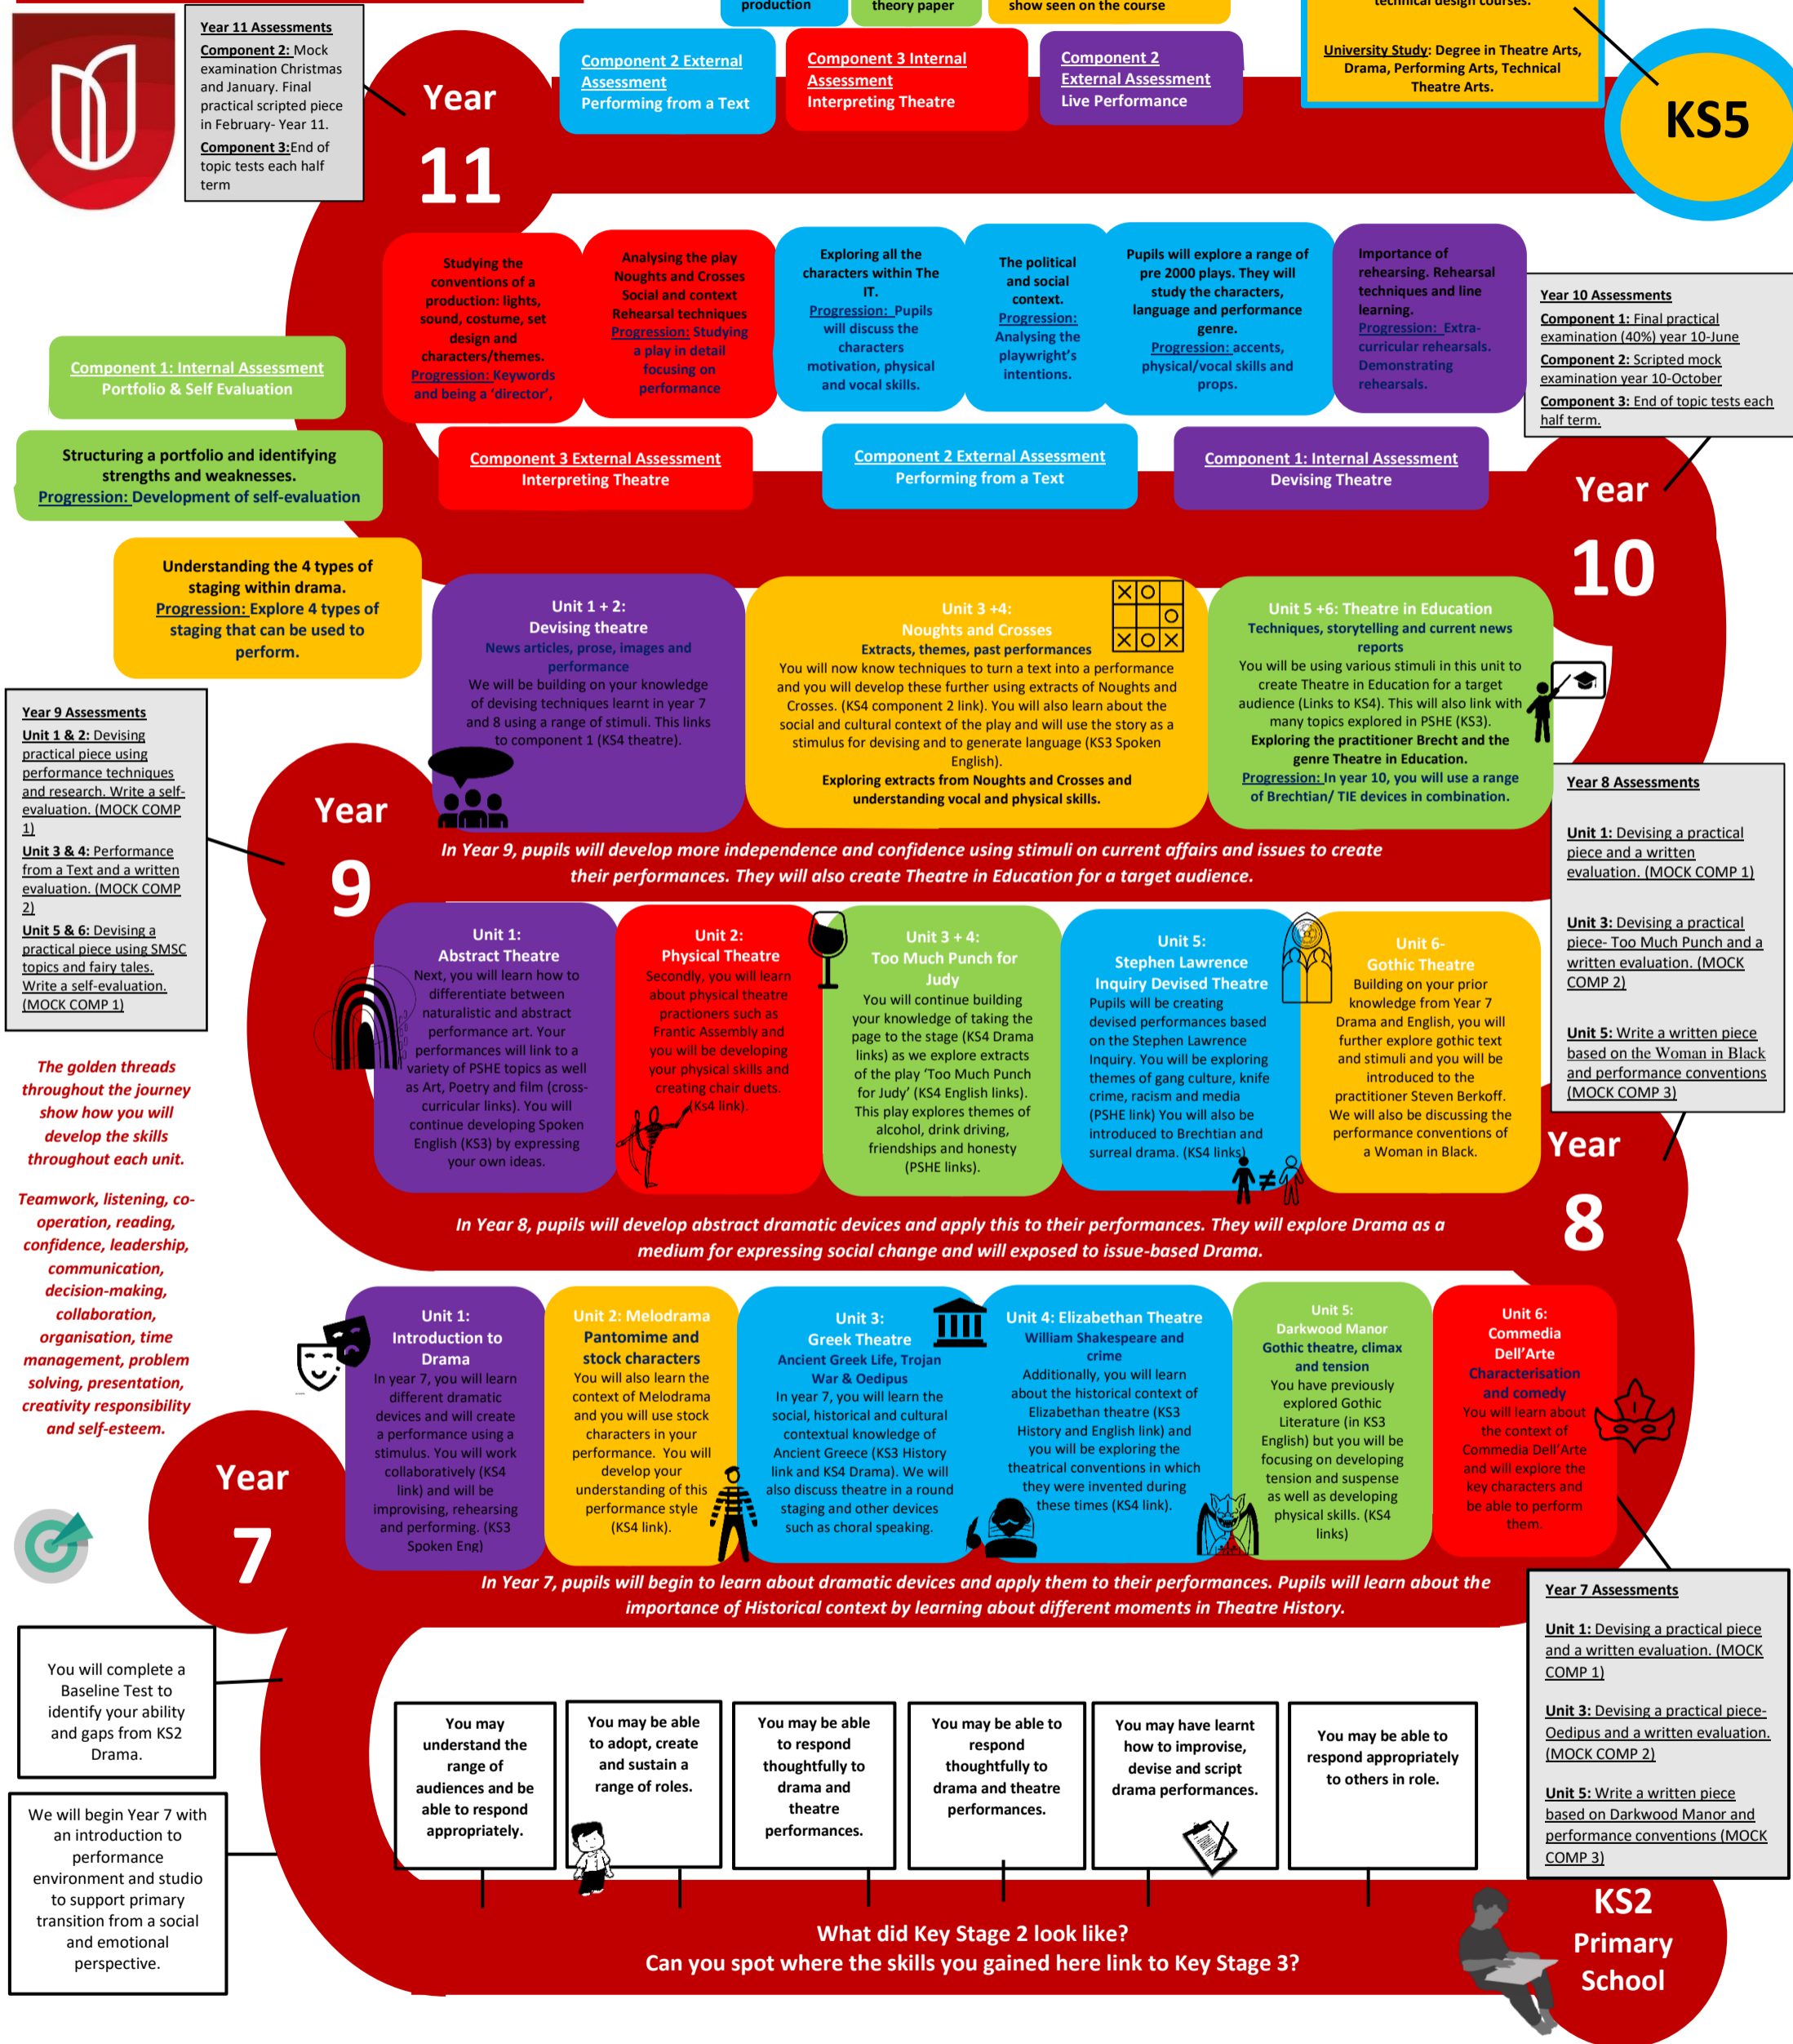 production
theory paper
show seen on the course
technical design courses.
University Study: Degree in Theatre Arts,
Drama, Performing Arts, Technical
Theatre Arts.
KS5
Year 11 Assessments
Component 2: Mock
examination Christmas
and January. Final
practical scripted piece
in February- Year 11.
Component 3:End of
topic tests each half
term
Year
11
Component 2 External
Assessment
Performing from a Text
Component 3 Internal
Assessment
Interpreting Theatre
Component 2
External Assessment
Live Performance
Studying the
conventions of a
production: lights,
sound, costume, set
design and
characters/themes.
Progression: Keywords
and being a ‘director’,
Analysing the play
Noughts and Crosses
Social and context
Rehearsal techniques
Progression: Studying
a play in detail
focusing on
performance
Exploring all the
characters within The
IT.
Progression: Pupils
will discuss the
characters
motivation, physical
and vocal skills.
The political
and social
context.
Progression:
Analysing the
playwright’s
intentions.
Pupils will explore a range of
pre 2000 plays. They will
study the characters,
language and performance
genre.
Progression: accents,
physical/vocal skills and
props.
Importance of
rehearsing. Rehearsal
techniques and line
learning.
Progression: Extra-
curricular rehearsals.
Demonstrating
rehearsals.
Year 10 Assessments
Component 1: Final practical
examination (40%) year 10-June
Component 2: Scripted mock
examination year 10-October
Component 3: End of topic tests each
half term.
Component 1: Internal Assessment
Portfolio & Self Evaluation
Structuring a portfolio and identifying
strengths and weaknesses.
Progression: Development of self-evaluation
Understanding the 4 types of
staging within drama.
Progression: Explore 4 types of
staging that can be used to
perform.
Component 3 External Assessment
Interpreting Theatre
Component 2 External Assessment
Performing from a Text
Component 1: Internal Assessment
Devising Theatre
Year
10
Unit 1 + 2:
Devising theatre
News articles, prose, images and
performance
We will be building on your knowledge
of devising techniques learnt in year 7
and 8 using a range of stimuli. This links
to component 1 (KS4 theatre).
Unit 3 +4:
Noughts and Crosses
Extracts, themes, past performances
You will now know techniques to turn a text into a performance
and you will develop these further using extracts of Noughts and
Crosses. (KS4 component 2 link). You will also learn about the
social and cultural context of the play and will use the story as a
stimulus for devising and to generate language (KS3 Spoken
English).
Exploring extracts from Noughts and Crosses and
understanding vocal and physical skills.
Unit 5 +6: Theatre in Education
Techniques, storytelling and current news
reports
You will be using various stimuli in this unit to
create Theatre in Education for a target
audience (Links to KS4). This will also link with
many topics explored in PSHE (KS3).
Exploring the practitioner Brecht and the
genre Theatre in Education.
Progression: In year 10, you will use a range
of Brechtian/ TIE devices in combination.
Year 9 Assessments
Unit 1 & 2: Devising
practical piece using
performance techniques
and research. Write a self-
evaluation. (MOCK COMP
1)
Unit 3 & 4: Performance
from a Text and a written
evaluation. (MOCK COMP
2)
Unit 5 & 6: Devising a
practical piece using SMSC
topics and fairy tales.
Write a self-evaluation.
(MOCK COMP 1)
Year
9
In Year 9, pupils will develop more independence and confidence using stimuli on current affairs and issues to create
their performances. They will also create Theatre in Education for a target audience.
Year 8 Assessments
Unit 1: Devising a practical
piece and a written
evaluation. (MOCK COMP 1)
Unit 3: Devising a practical
piece- Too Much Punch and a
written evaluation. (MOCK
COMP 2)
Unit 5: Write a written piece
based on the Woman in Black
and performance conventions
(MOCK COMP 3)
Unit 1:
Abstract Theatre
Next, you will learn how to
differentiate between
naturalistic and abstract
performance art. Your
performances will link to a
variety of PSHE topics as well
as Art, Poetry and film (cross-
curricular links). You will
continue developing Spoken
English (KS3) by expressing
your own ideas.
Unit 2:
Physical Theatre
Secondly, you will learn
about physical theatre
practioners such as
Frantic Assembly and
you will be developing
your physical skills and
creating chair duets.
(Ks4 link).
Unit 3 + 4:
Too Much Punch for
Judy
You will continue building
your knowledge of taking the
page to the stage (KS4 Drama
links) as we explore extracts
of the play ‘Too Much Punch
for Judy’ (KS4 English links).
This play explores themes of
alcohol, drink driving,
friendships and honesty
(PSHE links).
Unit 5:
Stephen Lawrence
Inquiry Devised Theatre
Pupils will be creating
devised performances based
on the Stephen Lawrence
Inquiry. You will be exploring
themes of gang culture, knife
crime, racism and media
(PSHE link) You will also be
introduced to Brechtian and
surreal drama. (KS4 links)
Unit 6-
Gothic Theatre
Building on your prior
knowledge from Year 7
Drama and English, you will
further explore gothic text
and stimuli and you will be
introduced to the
practitioner Steven Berkoff.
We will also be discussing the
performance conventions of
a Woman in Black.
The golden threads
throughout the journey
show how you will
develop the skills
throughout each unit.
Teamwork, listening, co-
operation, reading,
confidence, leadership,
communication,
decision-making,
collaboration,
organisation, time
management, problem
solving, presentation,
creativity responsibility
and self-esteem.
Year
8
In Year 8, pupils will develop abstract dramatic devices and apply this to their performances. They will explore Drama as a
medium for expressing social change and will exposed to issue-based Drama.
Unit 1:
Introduction to
Drama
In year 7, you will learn
different dramatic
devices and will create
a performance using a
stimulus. You will work
collaboratively (KS4
link) and will be
improvising, rehearsing
and performing. (KS3
Spoken Eng)
Unit 2: Melodrama
Pantomime and
stock characters
You will also learn the
context of Melodrama
and you will use stock
characters in your
performance. You will
develop your
understanding of this
performance style
(KS4 link).
Unit 3:
Greek Theatre
Ancient Greek Life, Trojan
War & Oedipus
In year 7, you will learn the
social, historical and cultural
contextual knowledge of
Ancient Greece (KS3 History
link and KS4 Drama). We will
also discuss theatre in a round
staging and other devices
such as choral speaking.
Unit 4: Elizabethan Theatre
William Shakespeare and
crime
Additionally, you will learn
about the historical context of
Elizabethan theatre (KS3
History and English link) and
you will be exploring the
theatrical conventions in which
they were invented during
these times (KS4 link).
Unit 5:
Darkwood Manor
Gothic theatre, climax
and tension
You have previously
explored Gothic
Literature (in KS3
English) but you will be
focusing on developing
tension and suspense
as well as developing
physical skills. (KS4
links)
Unit 6:
Commedia
Dell’Arte
Characterisation
and comedy
You will learn about
the context of
Commedia Dell’Arte
and will explore the
key characters and
be able to perform
them.
Year
7
In Year 7, pupils will begin to learn about dramatic devices and apply them to their performances. Pupils will learn about the
importance of Historical context by learning about different moments in Theatre History.
Year 7 Assessments
Unit 1: Devising a practical piece
and a written evaluation. (MOCK
COMP 1)
Unit 3: Devising a practical piece-
Oedipus and a written evaluation.
(MOCK COMP 2)
Unit 5: Write a written piece
based on Darkwood Manor and
performance conventions (MOCK
COMP 3)
You will complete a
Baseline Test to
identify your ability
and gaps from KS2
Drama.
We will begin Year 7 with
an introduction to
performance
environment and studio
to support primary
transition from a social
and emotional
perspective.
You may
understand the
range of
audiences and be
able to respond
appropriately.
You may be able
to adopt, create
and sustain a
range of roles.
You may be able
to respond
thoughtfully to
drama and
theatre
performances.
You may be able to
respond
thoughtfully to
drama and theatre
performances.
You may have learnt
how to improvise,
devise and script
drama performances.
You may be able to
respond appropriately
to others in role.
What did Key Stage 2 look like?
Can you spot where the skills you gained here link to Key Stage 3?
KS2
Primary
School